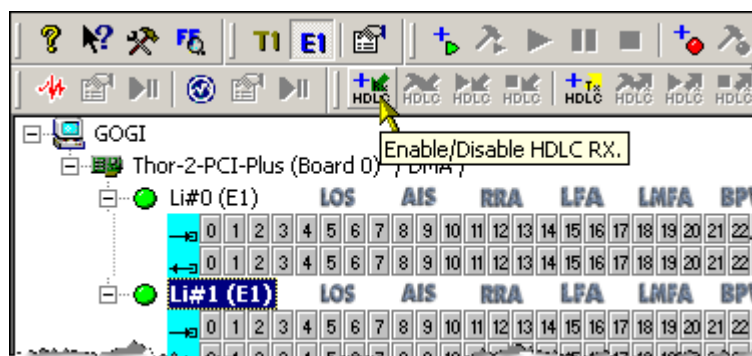 T1 E1
HDLC HDLC HDLC HDLC Tx HDLC HDLC HDLC HDLC
Enable/Disable HDLC RX.
GOGI
Thor-2-PCI-Plus (Board 0)
Li#0 (E1) LOS AIS RRA LFA LMFA BPV
0 1 2 3 4 5 6 7 8 9 10 11 12 13 14 15 16 17 18 19 20 21 22
0 1 2 3 4 5 6 7 8 9 10 11 12 13 14 15 16 17 18 19 20 21 22
Li#1 (E1) LOS AIS RRA LFA LMFA BPV
0 1 2 3 4 5 6 7 8 9 10 11 12 13 14 15 16 17 18 19 20 21 22